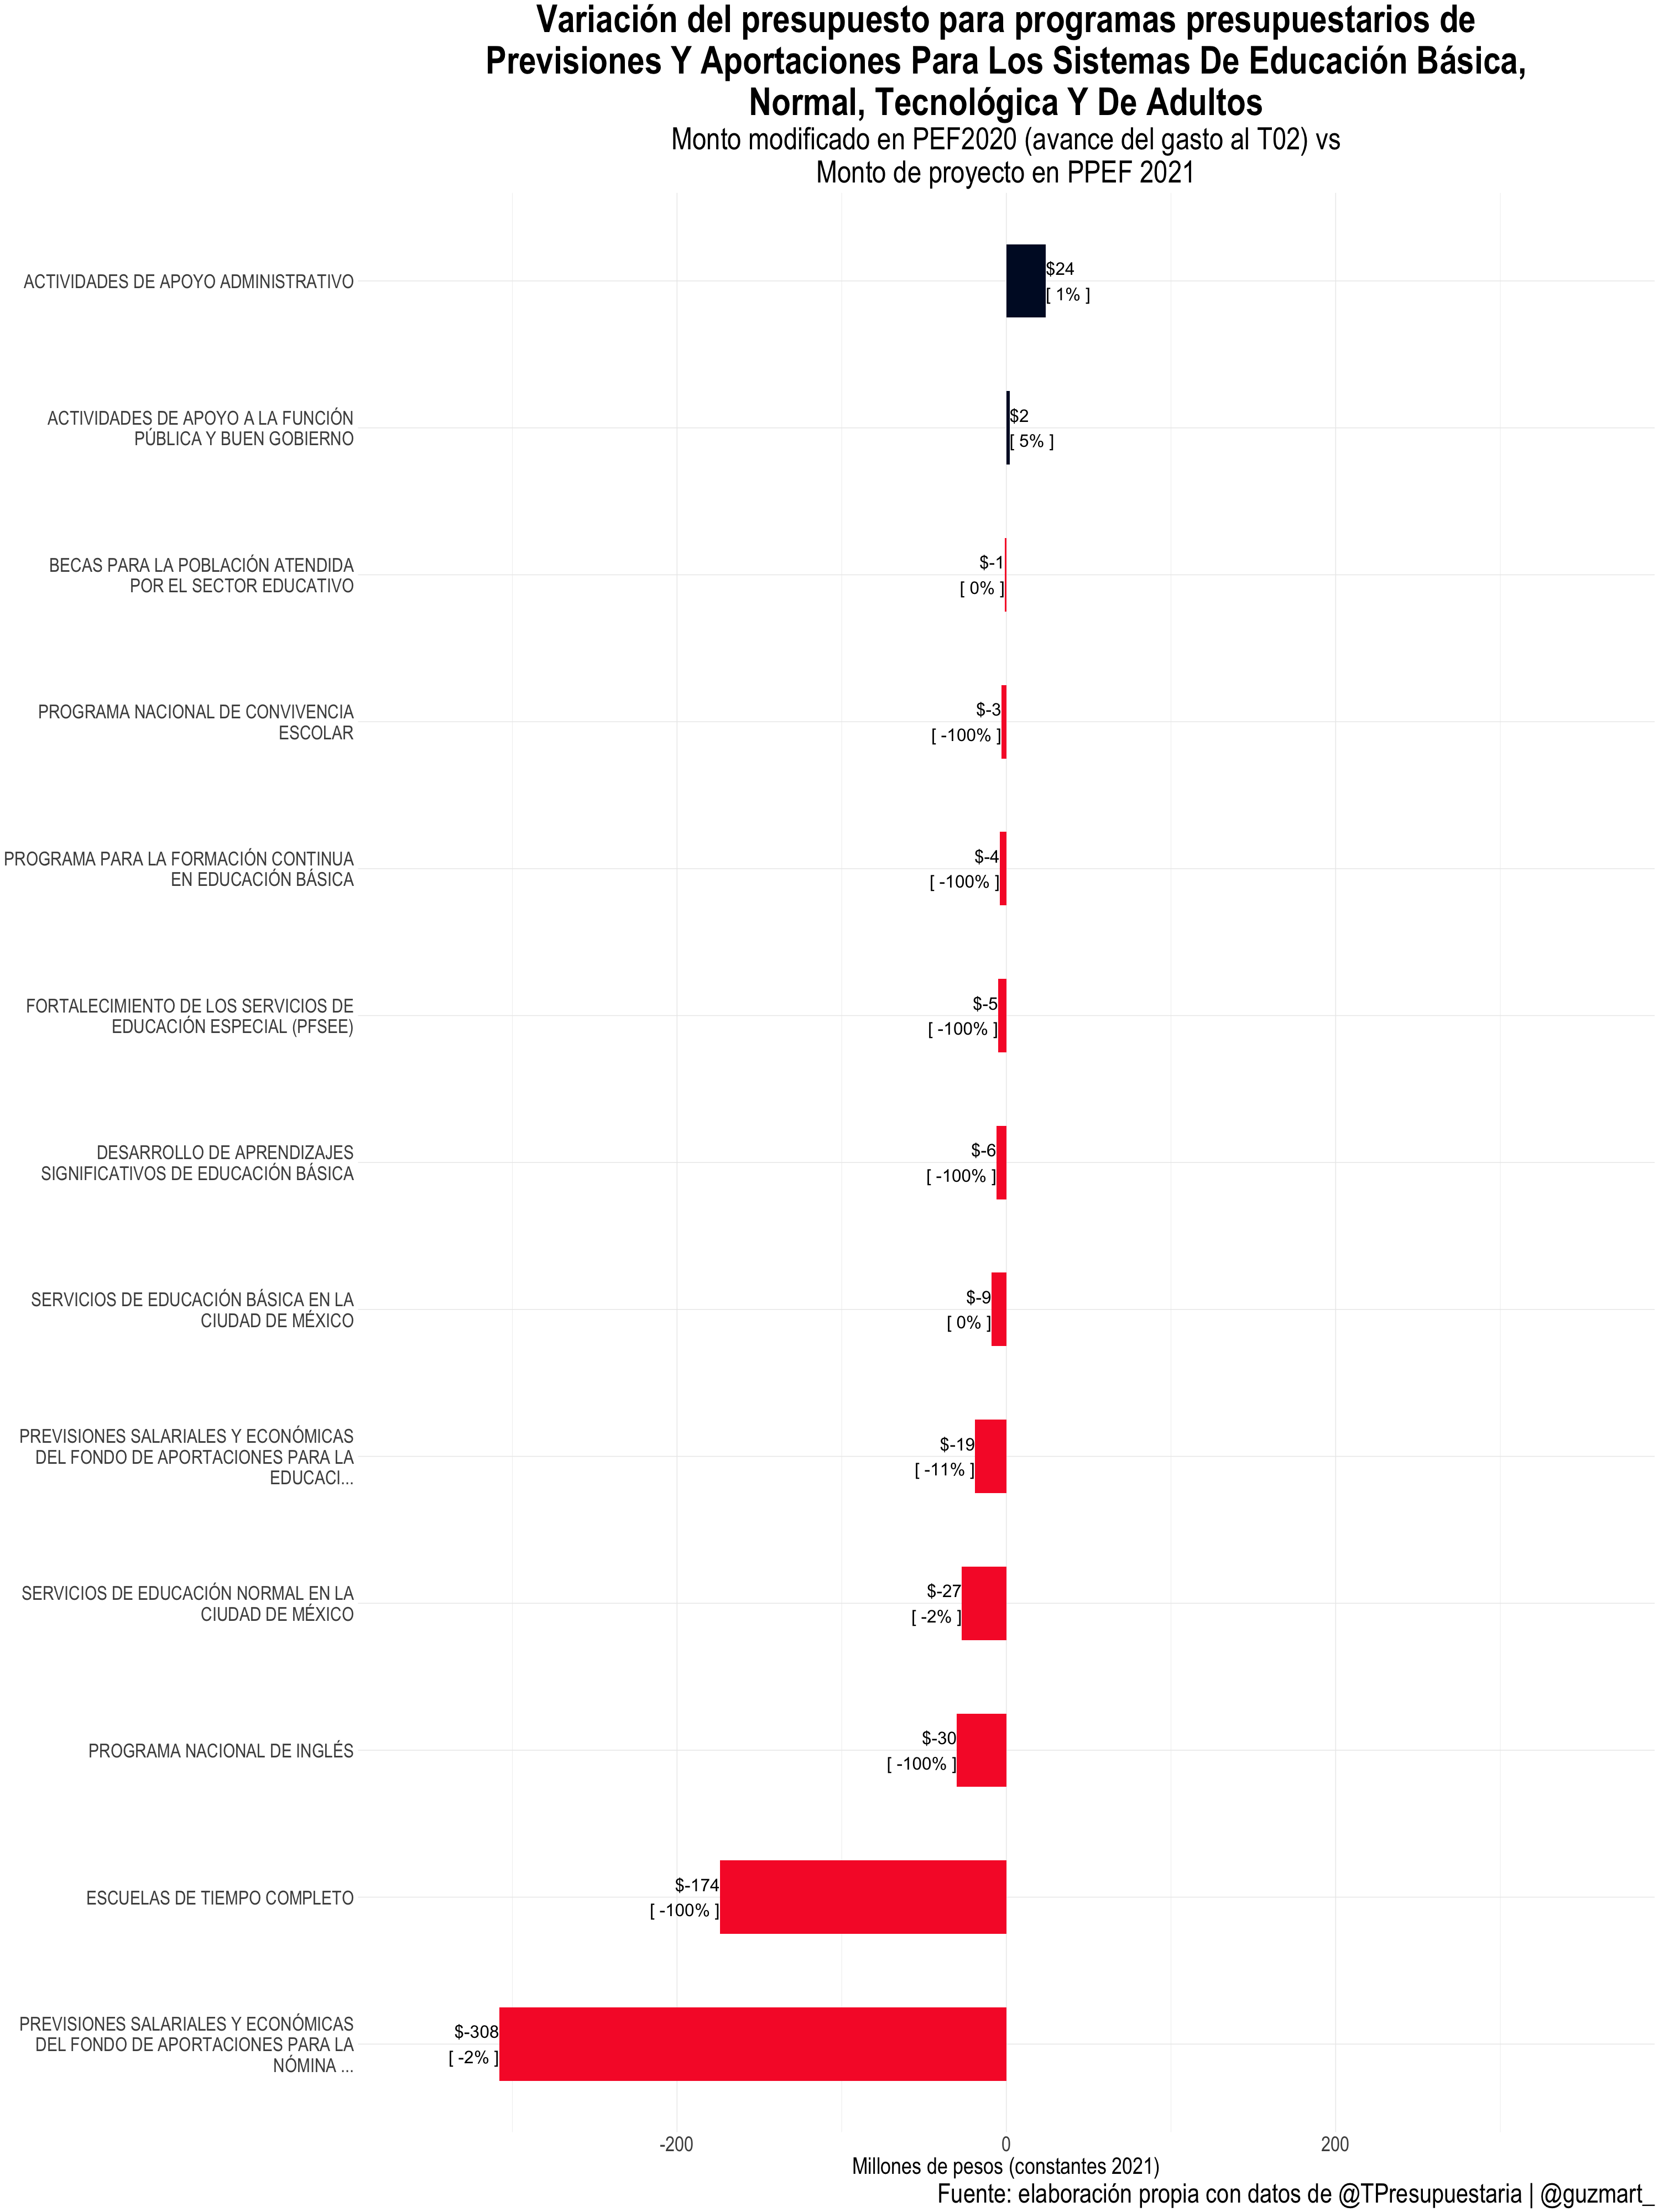 Variación del presupuesto para programas presupuestarios de
Previsiones Y Aportaciones Para Los Sistemas De Educación Básica,
Normal, Tecnológica Y De Adultos
Monto modificado en PEF2020 (avance del gasto al T02) vs
Monto de proyecto en PPEF 2021
ACTIVIDADES DE APOYO ADMINISTRATIVO
$24
[ 1% ]
ACTIVIDADES DE APOYO A LA FUNCIÓN
PÚBLICA Y BUEN GOBIERNO
$2
[ 5% ]
BECAS PARA LA POBLACIÓN ATENDIDA
POR EL SECTOR EDUCATIVO
$-1
[ 0% ]
PROGRAMA NACIONAL DE CONVIVENCIA
ESCOLAR
$-3
[ -100% ]
PROGRAMA PARA LA FORMACIÓN CONTINUA
EN EDUCACIÓN BÁSICA
$-4
[ -100% ]
FORTALECIMIENTO DE LOS SERVICIOS DE
EDUCACIÓN ESPECIAL (PFSEE)
$-5
[ -100% ]
DESARROLLO DE APRENDIZAJES
SIGNIFICATIVOS DE EDUCACIÓN BÁSICA
$-6
[ -100% ]
SERVICIOS DE EDUCACIÓN BÁSICA EN LA
CIUDAD DE MÉXICO
$-9
[ 0% ]
PREVISIONES SALARIALES Y ECONÓMICAS
DEL FONDO DE APORTACIONES PARA LA
EDUCACI...
$-19
[ -11% ]
SERVICIOS DE EDUCACIÓN NORMAL EN LA
CIUDAD DE MÉXICO
$-27
[ -2% ]
PROGRAMA NACIONAL DE INGLÉS
$-30
[ -100% ]
ESCUELAS DE TIEMPO COMPLETO
$-174
[ -100% ]
PREVISIONES SALARIALES Y ECONÓMICAS
DEL FONDO DE APORTACIONES PARA LA
NÓMINA ...
$-308
[ -2% ]
-200 0 200
Millones de pesos (constantes 2021)
Fuente: elaboración propia con datos de @TPresupuestaria | @guzmart_